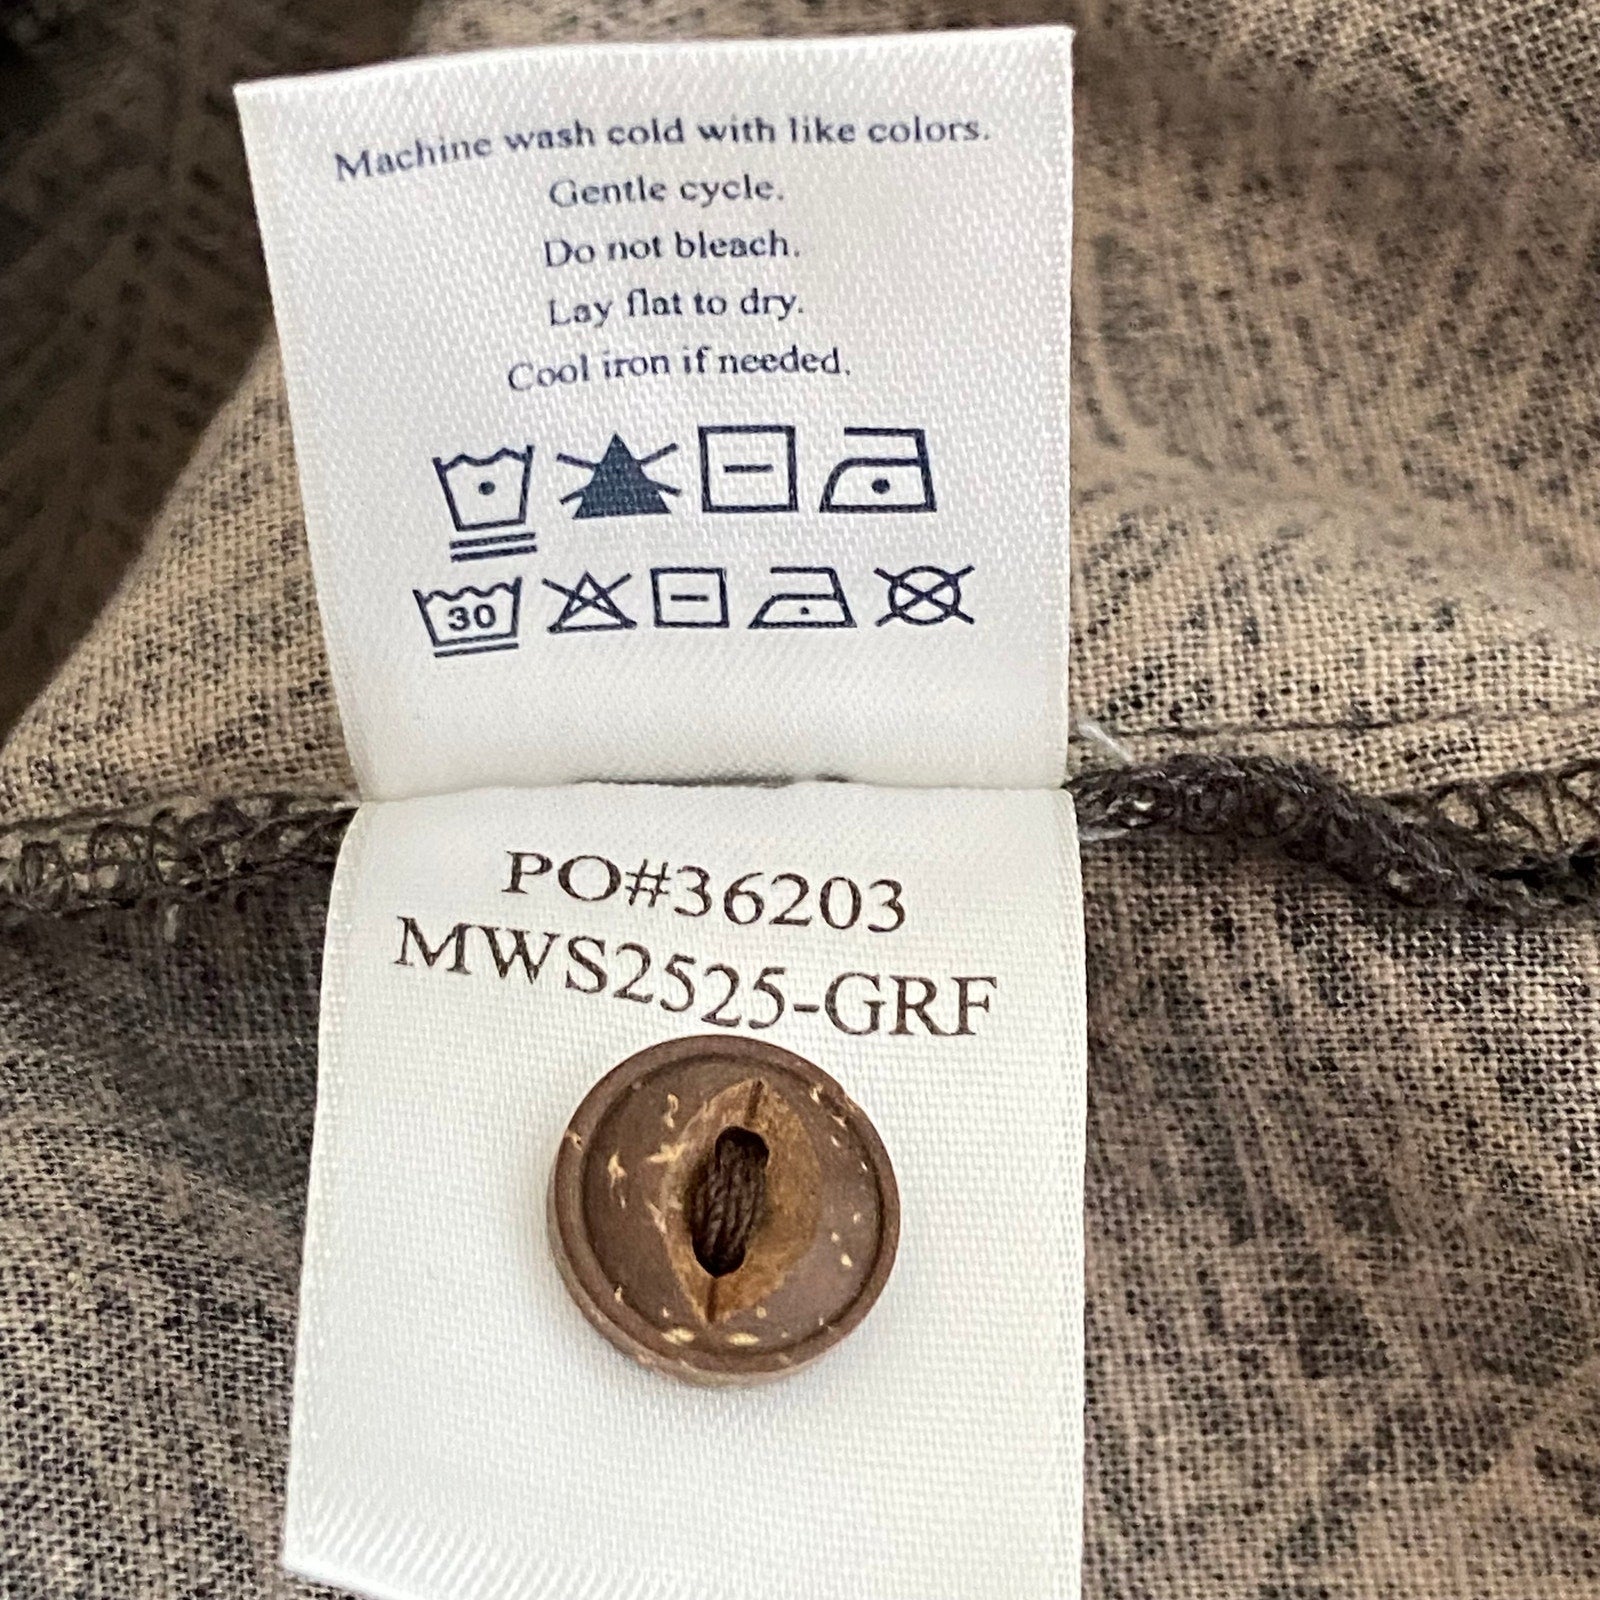 Machine wash cold with like colors.
Gentle cycle.
Do not bleach.
Lay flat to dry.
Cool iron if needed.
30
PO#36203
MWS2525-GRF